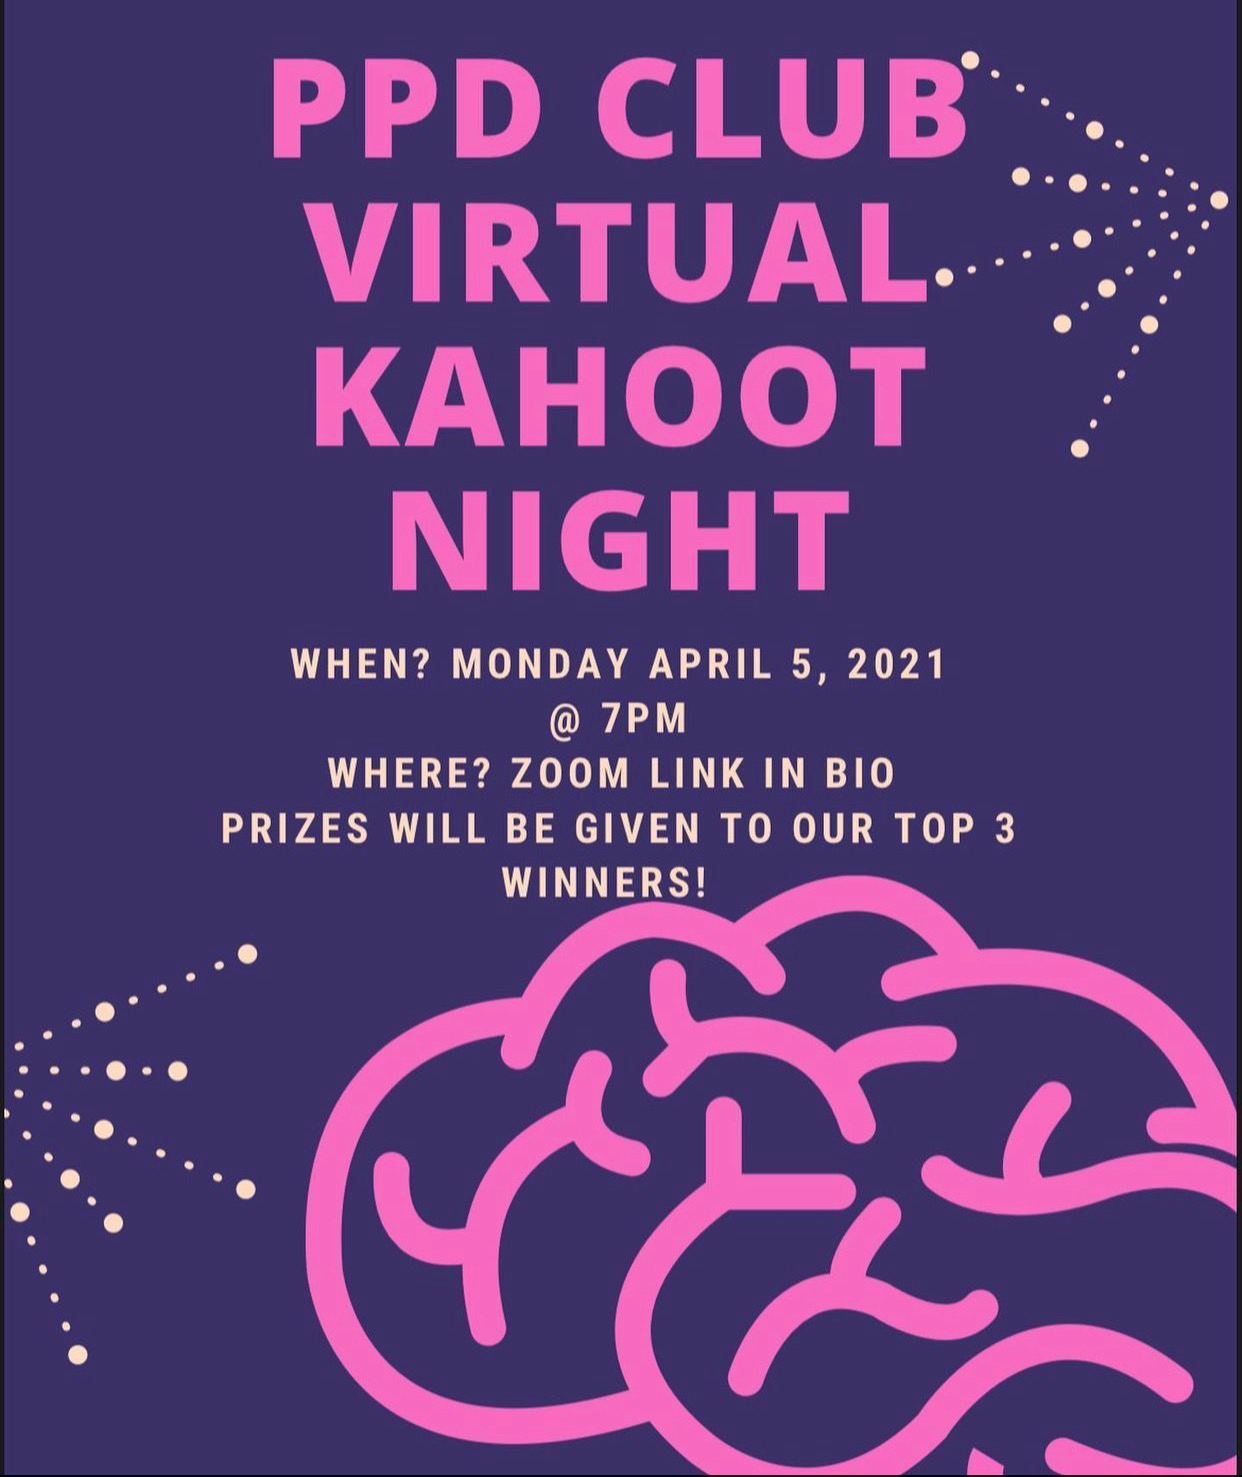 PPD CLUB
VIRTUAL
KAHOOT
NIGHT
WHEN? MONDAY APRIL 5, 2021
@ 7PM
WHERE? ZOOM LINK IN BIO
PRIZES WILL BE GIVEN TO OUR TOP 3
WINNERS!